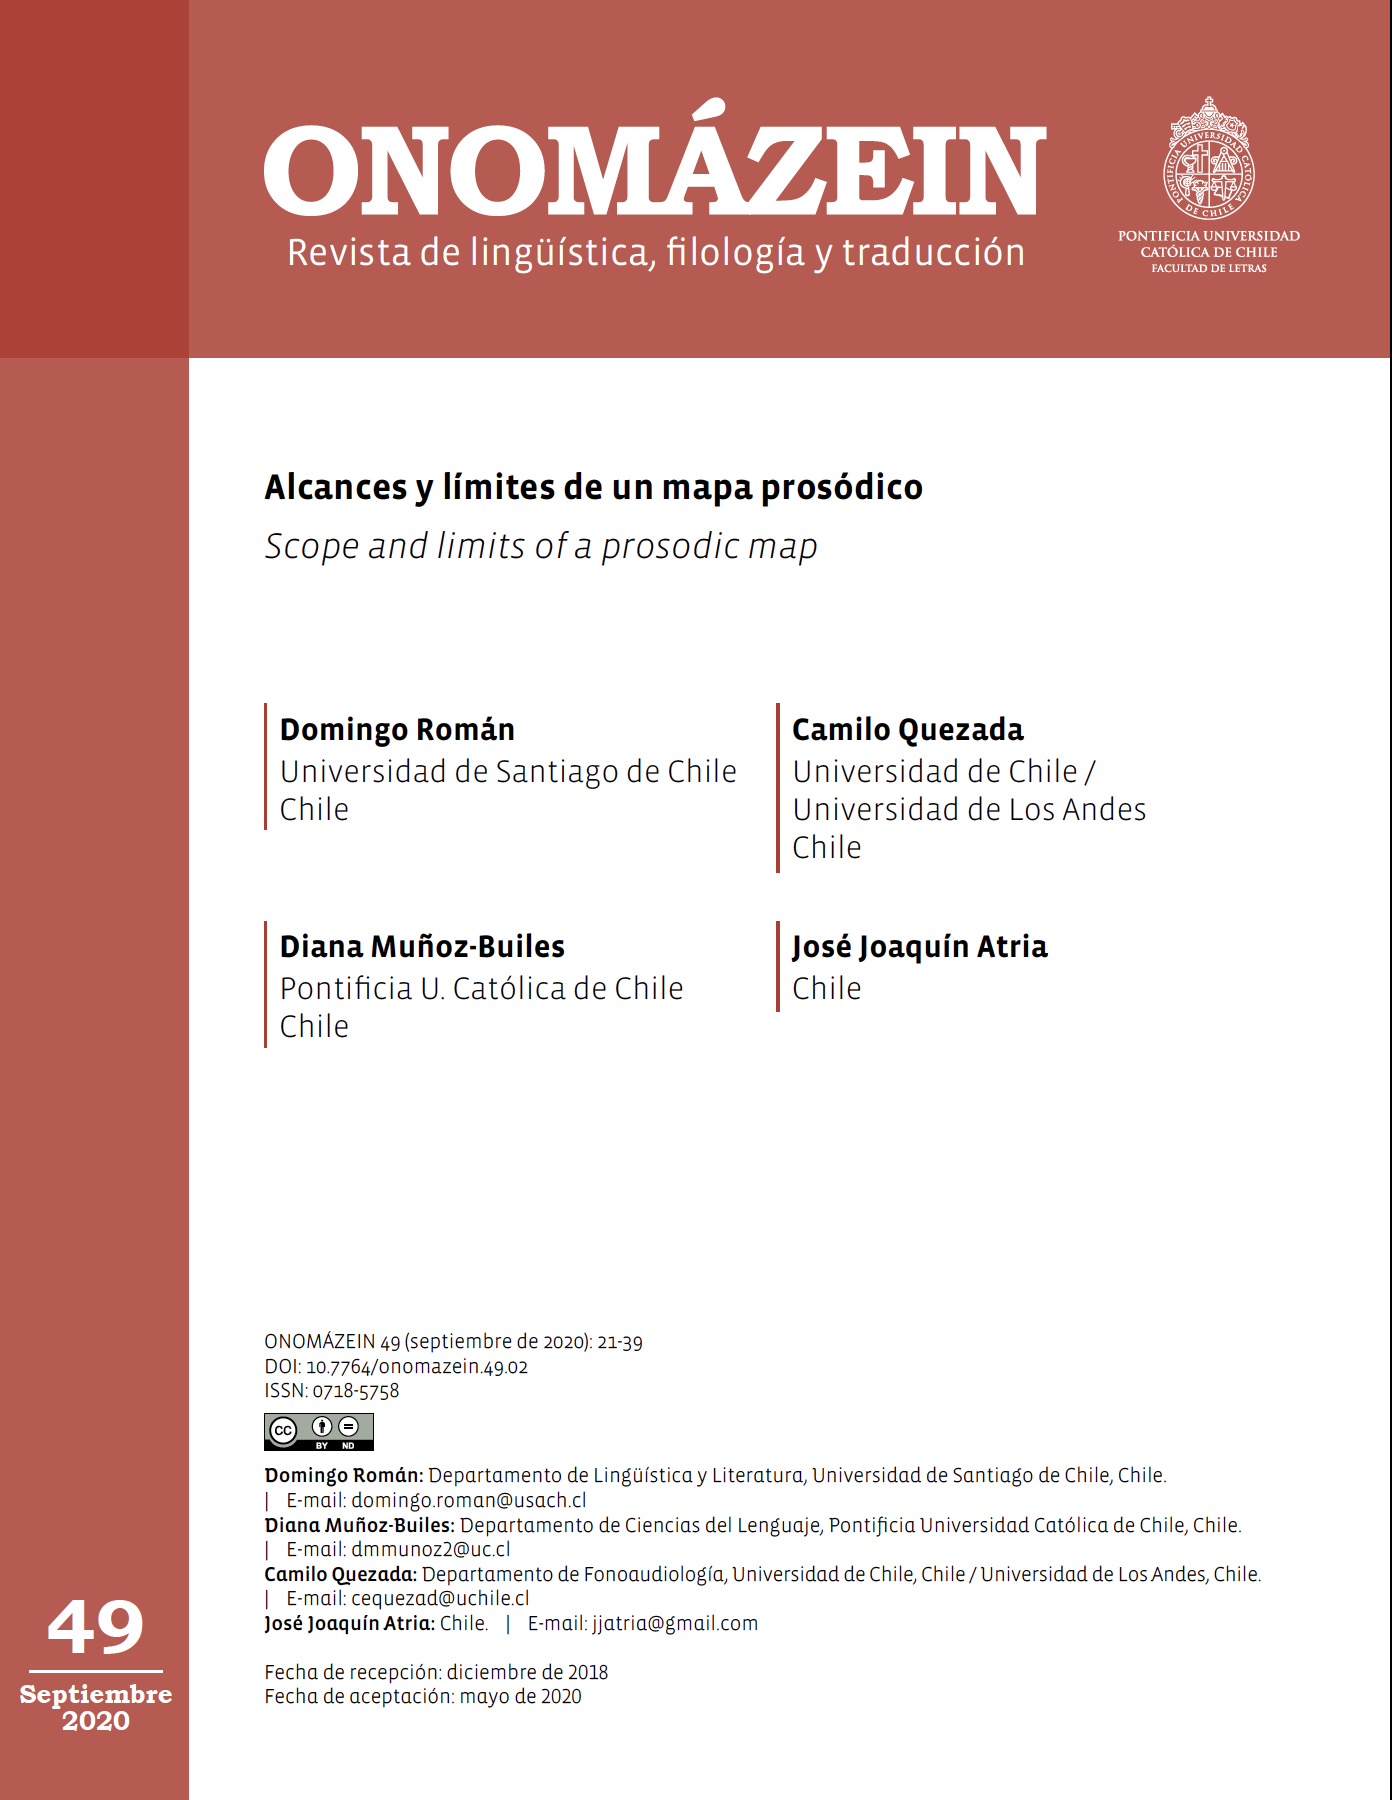 ONOMÁZEIN
Revista de lingüística, filología y traducción
PONTIFICIA UNIVERSIDAD CATÓLICA DE CHILE
PONTIFICIA UNIVERSIDAD
CATÓLICA DE CHILE
FACULTAD DE LETRAS
Alcances y límites de un mapa prosódico
Scope and limits of a prosodic map
Domingo Román
Universidad de Santiago de Chile
Chile
Camilo Quezada
Universidad de Chile /
Universidad de Los Andes
Chile
Diana Muñoz-Builes
Pontificia U. Católica de Chile
Chile
José Joaquín Atria
Chile
ONOMÁZEIN 49 (septiembre de 2020): 21-39
DOI: 10.7764/onomazein.49.02
ISSN: 0718-5758
CC BY ND
Domingo Román: Departamento de Lingüística y Literatura, Universidad de Santiago de Chile, Chile.
| E-mail: domingo.roman@usach.cl
Diana Muñoz-Builes: Departamento de Ciencias del Lenguaje, Pontificia Universidad Católica de Chile, Chile.
| E-mail: dmmunoz2@uc.cl
Camilo Quezada: Departamento de Fonoaudiología, Universidad de Chile, Chile / Universidad de Los Andes, Chile.
| E-mail: cequezad@uchile.cl
José Joaquín Atria: Chile. | E-mail: jjatria@gmail.com
Fecha de recepción: diciembre de 2018
Fecha de aceptación: mayo de 2020
49
Septiembre
2020